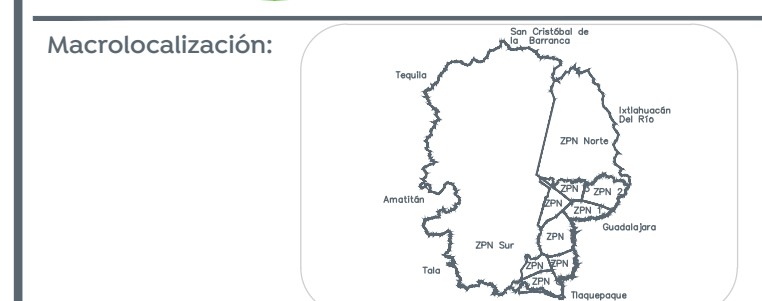 Macrolocalización:
San Cristóbal de
la Barranca
Tequila
Ixtlahuacán
Del Río
ZPN Norte
ZPN
ZPN 2
Amatitán
ZPN
ZPN 1
Guadalajara
ZPN
ZPN Sur
Tala
ZPN
ZPN
ZPN
Tlaquepaque